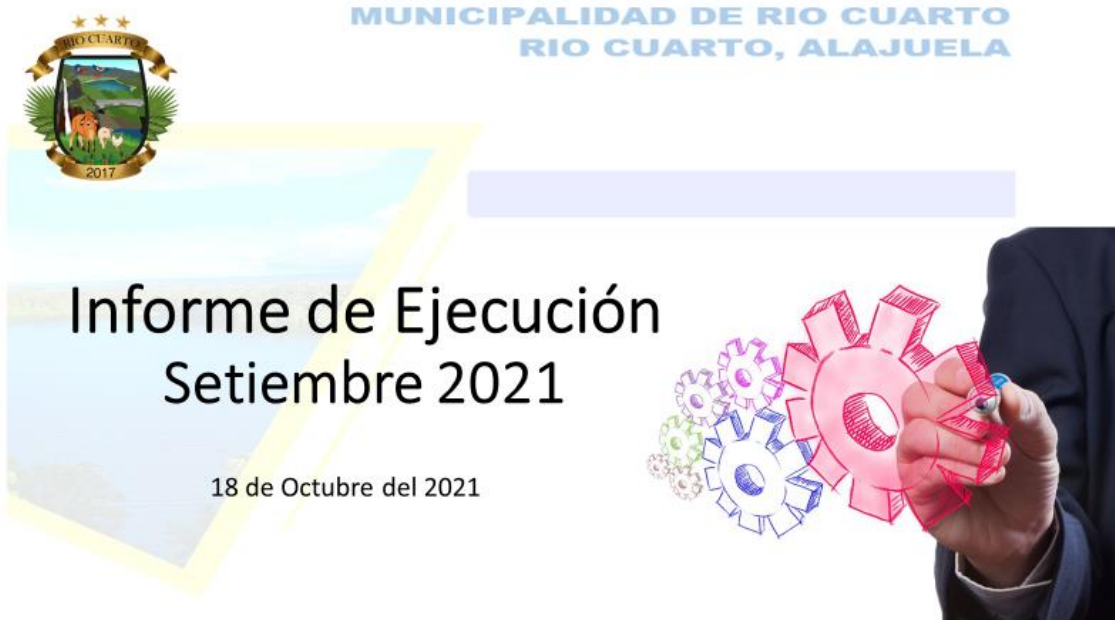 MUNICIPALIDAD DE RIO CUARTO
RIO CUARTO, ALAJUELA
RIO CUARTO
2017
Informe de Ejecución
Setiembre 2021
18 de Octubre del 2021